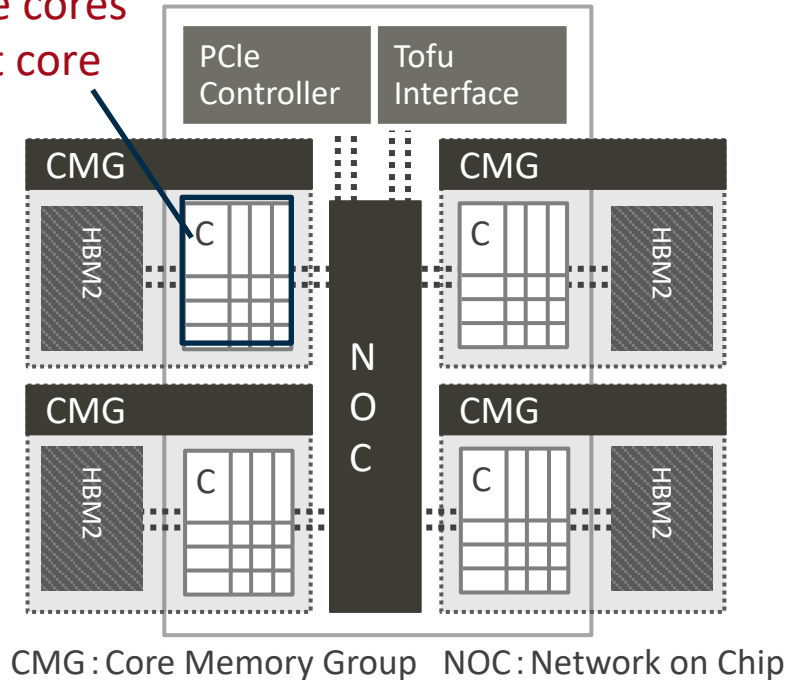 e cores
t core
PCIe
Controller
Tofu
Interface
CMG
CMG
HBM2
C
C
HBM2
N
O
C
CMG
CMG
HBM2
C
C
HBM2
CMG : Core Memory Group NOC : Network on Chip